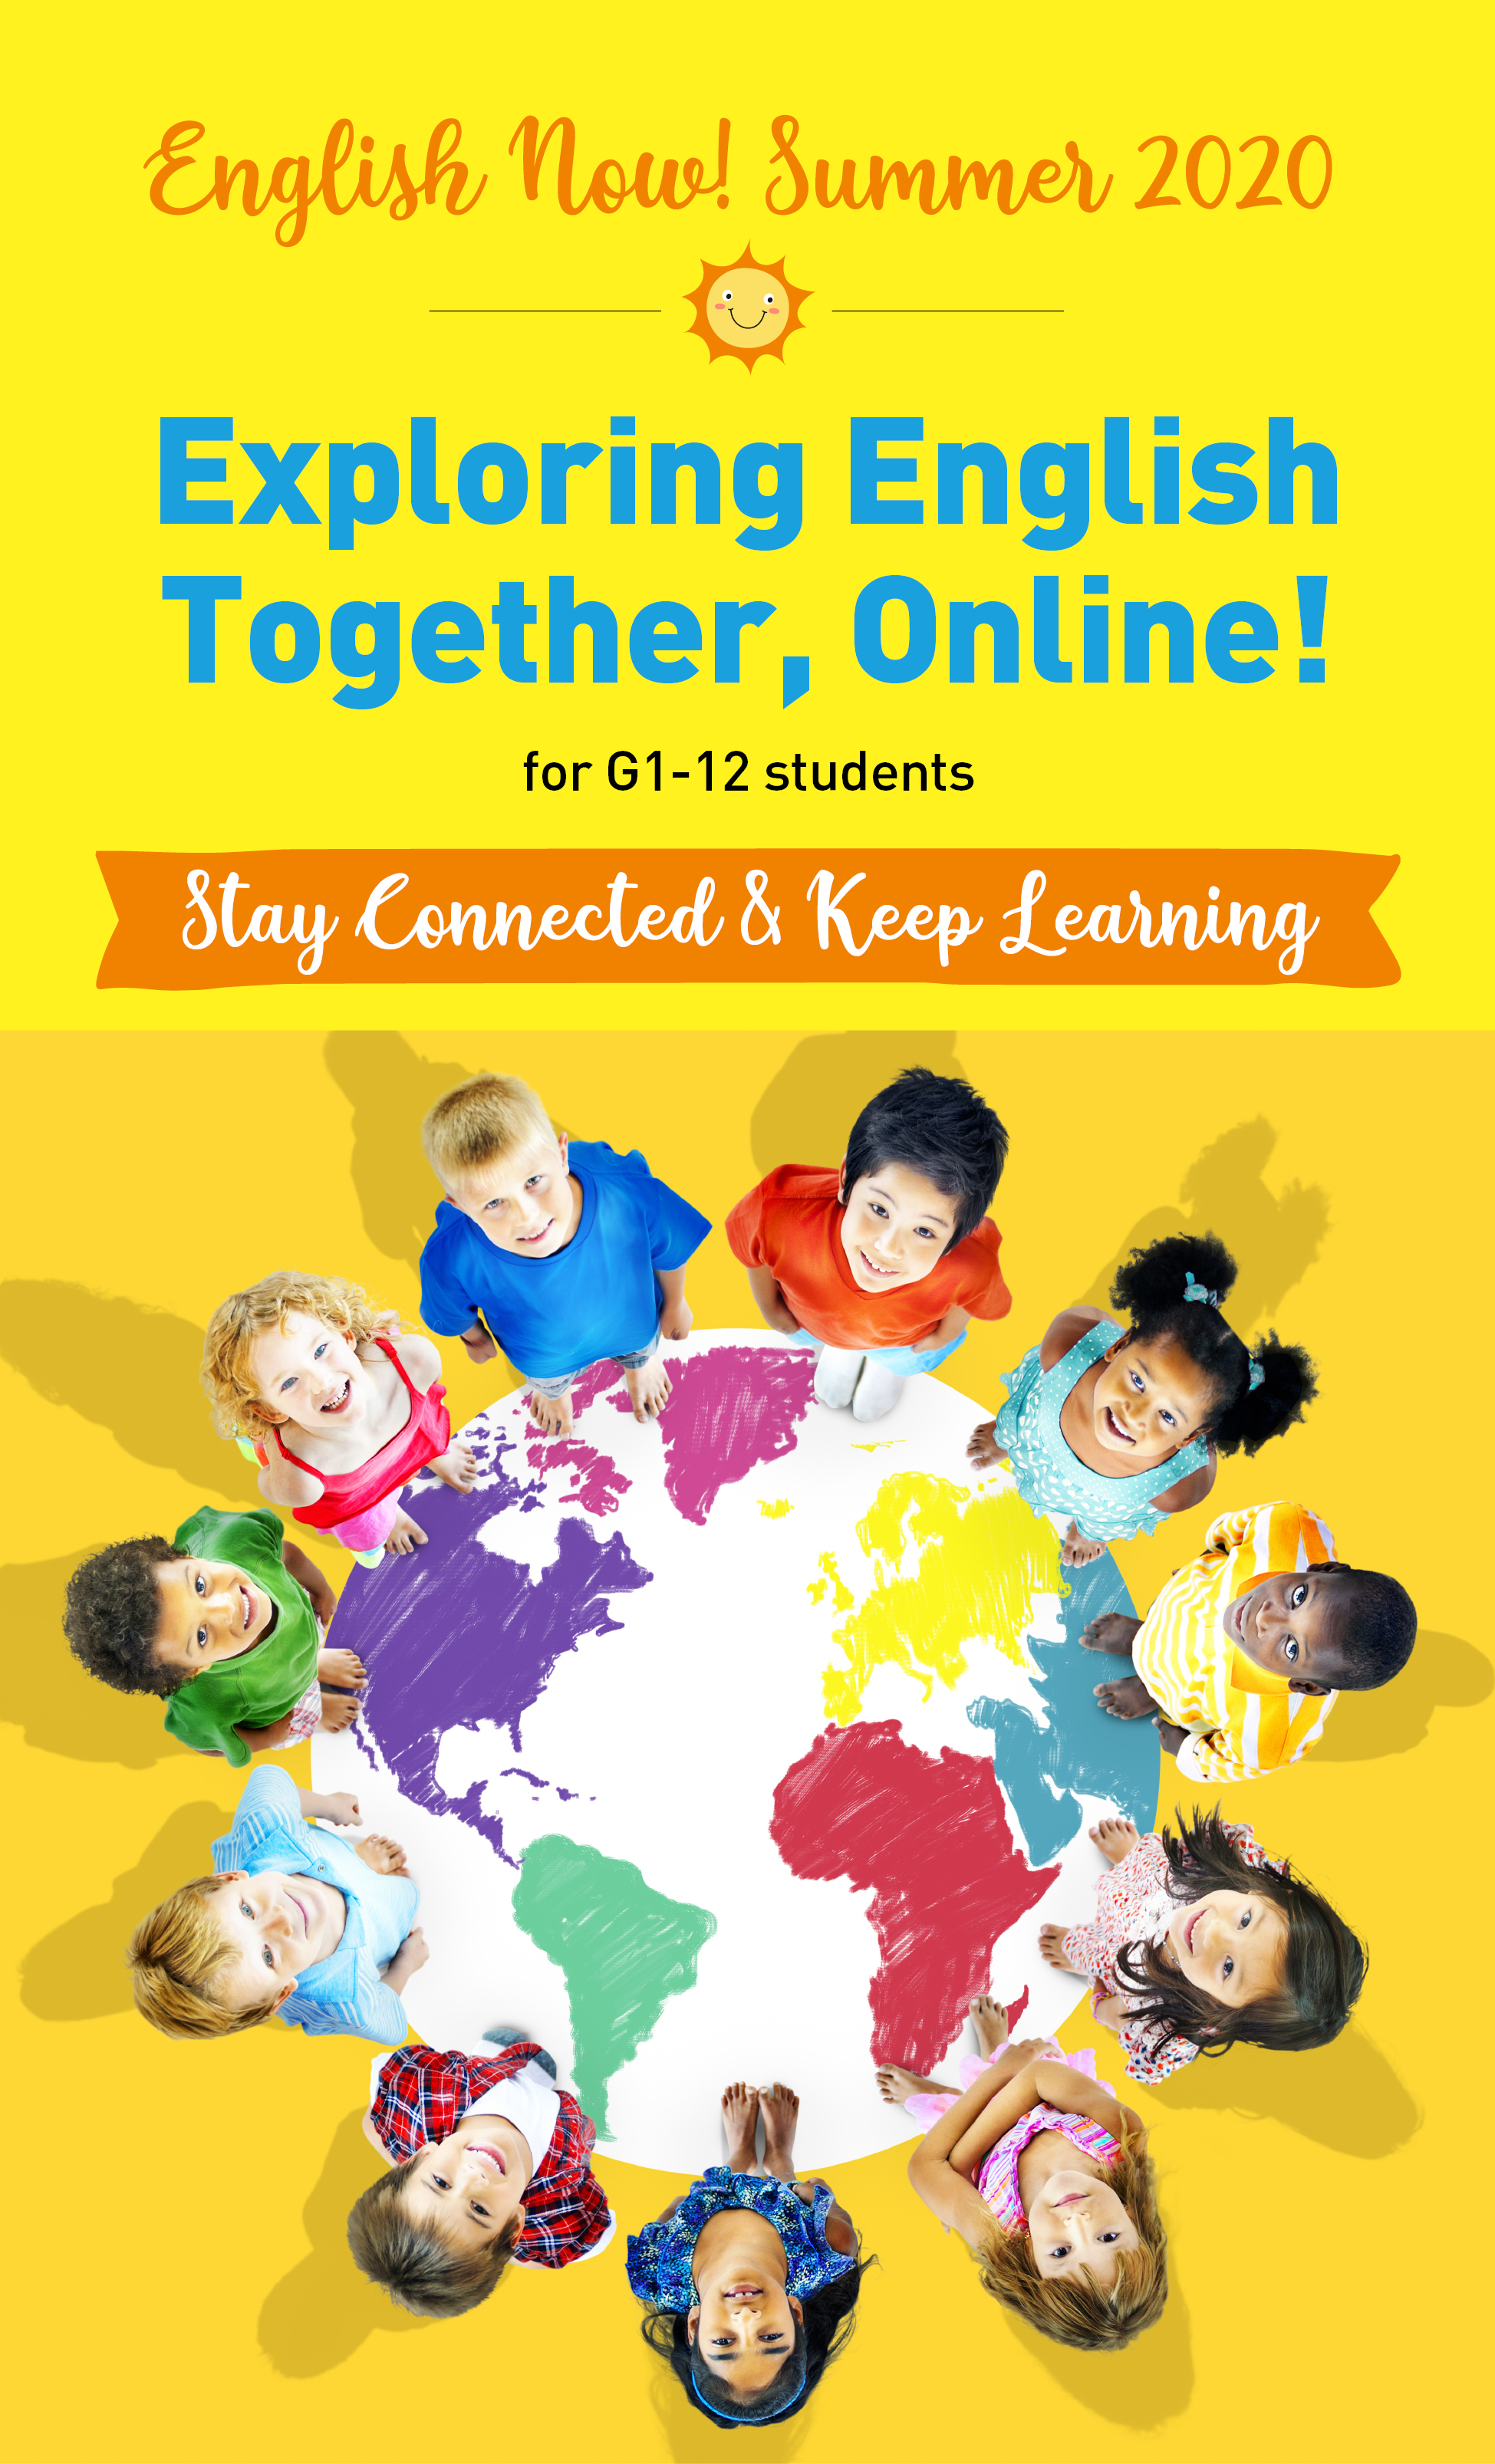 English Now! Summer 2020
Exploring English
Together, Online!
for G1-12 students
Stay Connected & Keep Learning